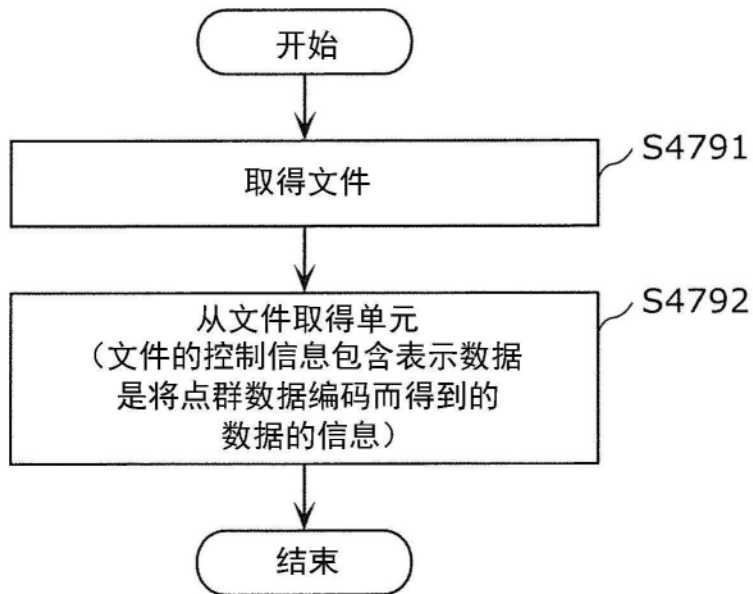 开始
S4791
取得文件
S4792
从文件取得单元
（文件的控制信息包含表示数据
是将点群数据编码而得到的
数据的信息）
结束